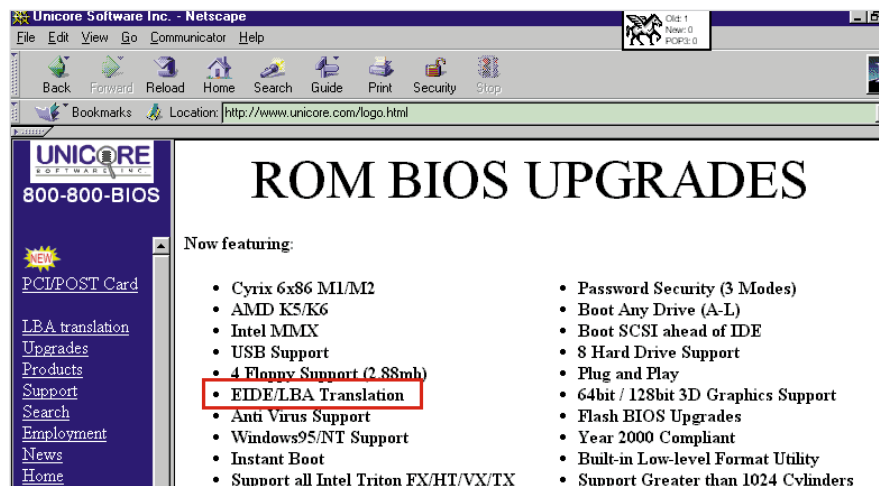 Unicore Software Inc. - Netscape
Old: 1
New: 0
POP3: 0
File Edit View Go Communicator Help
Back Forward Reload Home Search Guide Print Security Stop
Bookmarks Location: http://www.unicore.com/logo.html
UNICORE
SOFTWARE INC.
800-800-BIOS
NEW
PCI/POST Card
LBA translation
Upgrades
Products
Support
Search
Employment
News
Home
ROM BIOS UPGRADES
Now featuring:
• Cyrix 6x86 M1/M2
• AMD K5/K6
• Intel MMX
• USB Support
• 4 Floppy Support (2.88mb)
• EIDE/LBA Translation
• Anti Virus Support
• Windows95/NT Support
• Instant Boot
• Support all Intel Triton FX/HT/VX/TX
• Password Security (3 Modes)
• Boot Any Drive (A-L)
• Boot SCSI ahead of IDE
• 8 Hard Drive Support
• Plug and Play
• 64bit / 128bit 3D Graphics Support
• Flash BIOS Upgrades
• Year 2000 Compliant
• Built-in Low-level Format Utility
• Support Greater than 1024 Cylinders